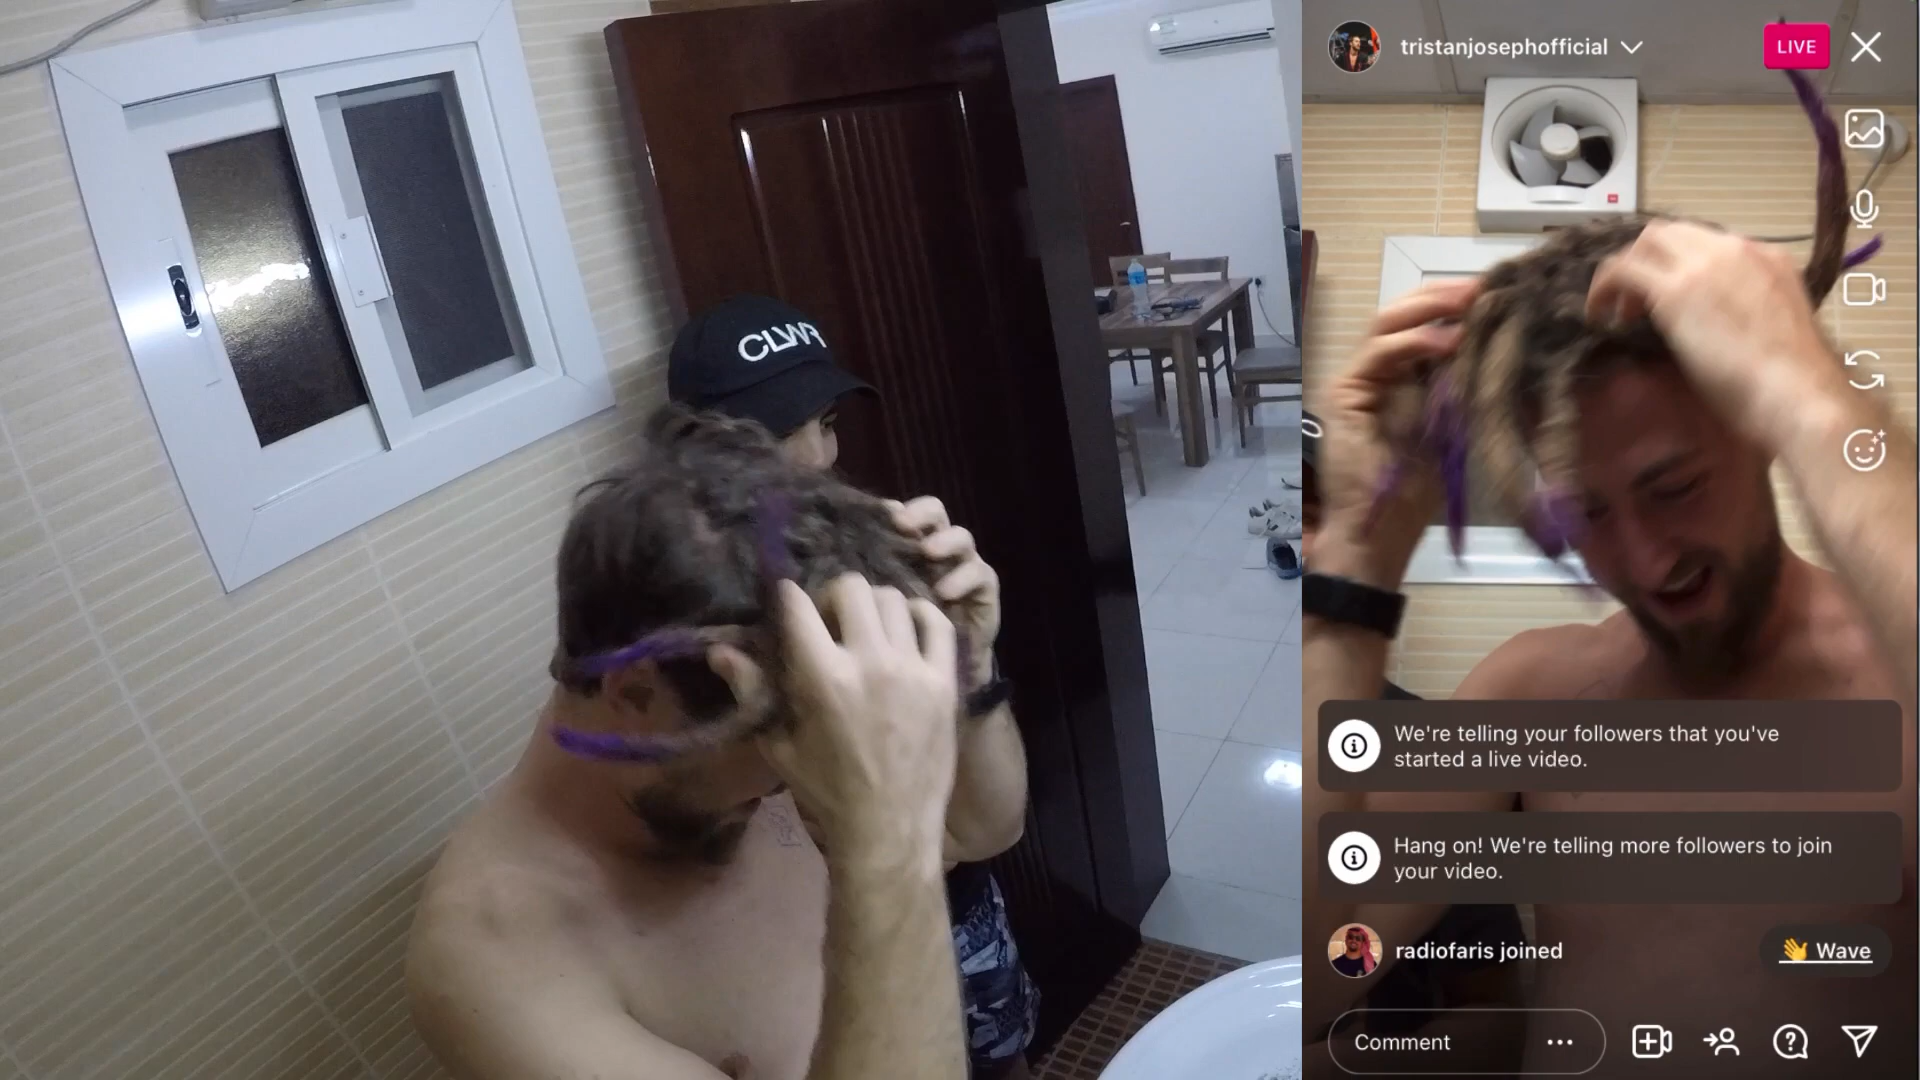 CLWR
tristanjosephofficial
LIVE
We're telling your followers that you've
started a live video.
Hang on! We're telling more followers to join
your video.
radiofaris joined
👋 Wave
Comment